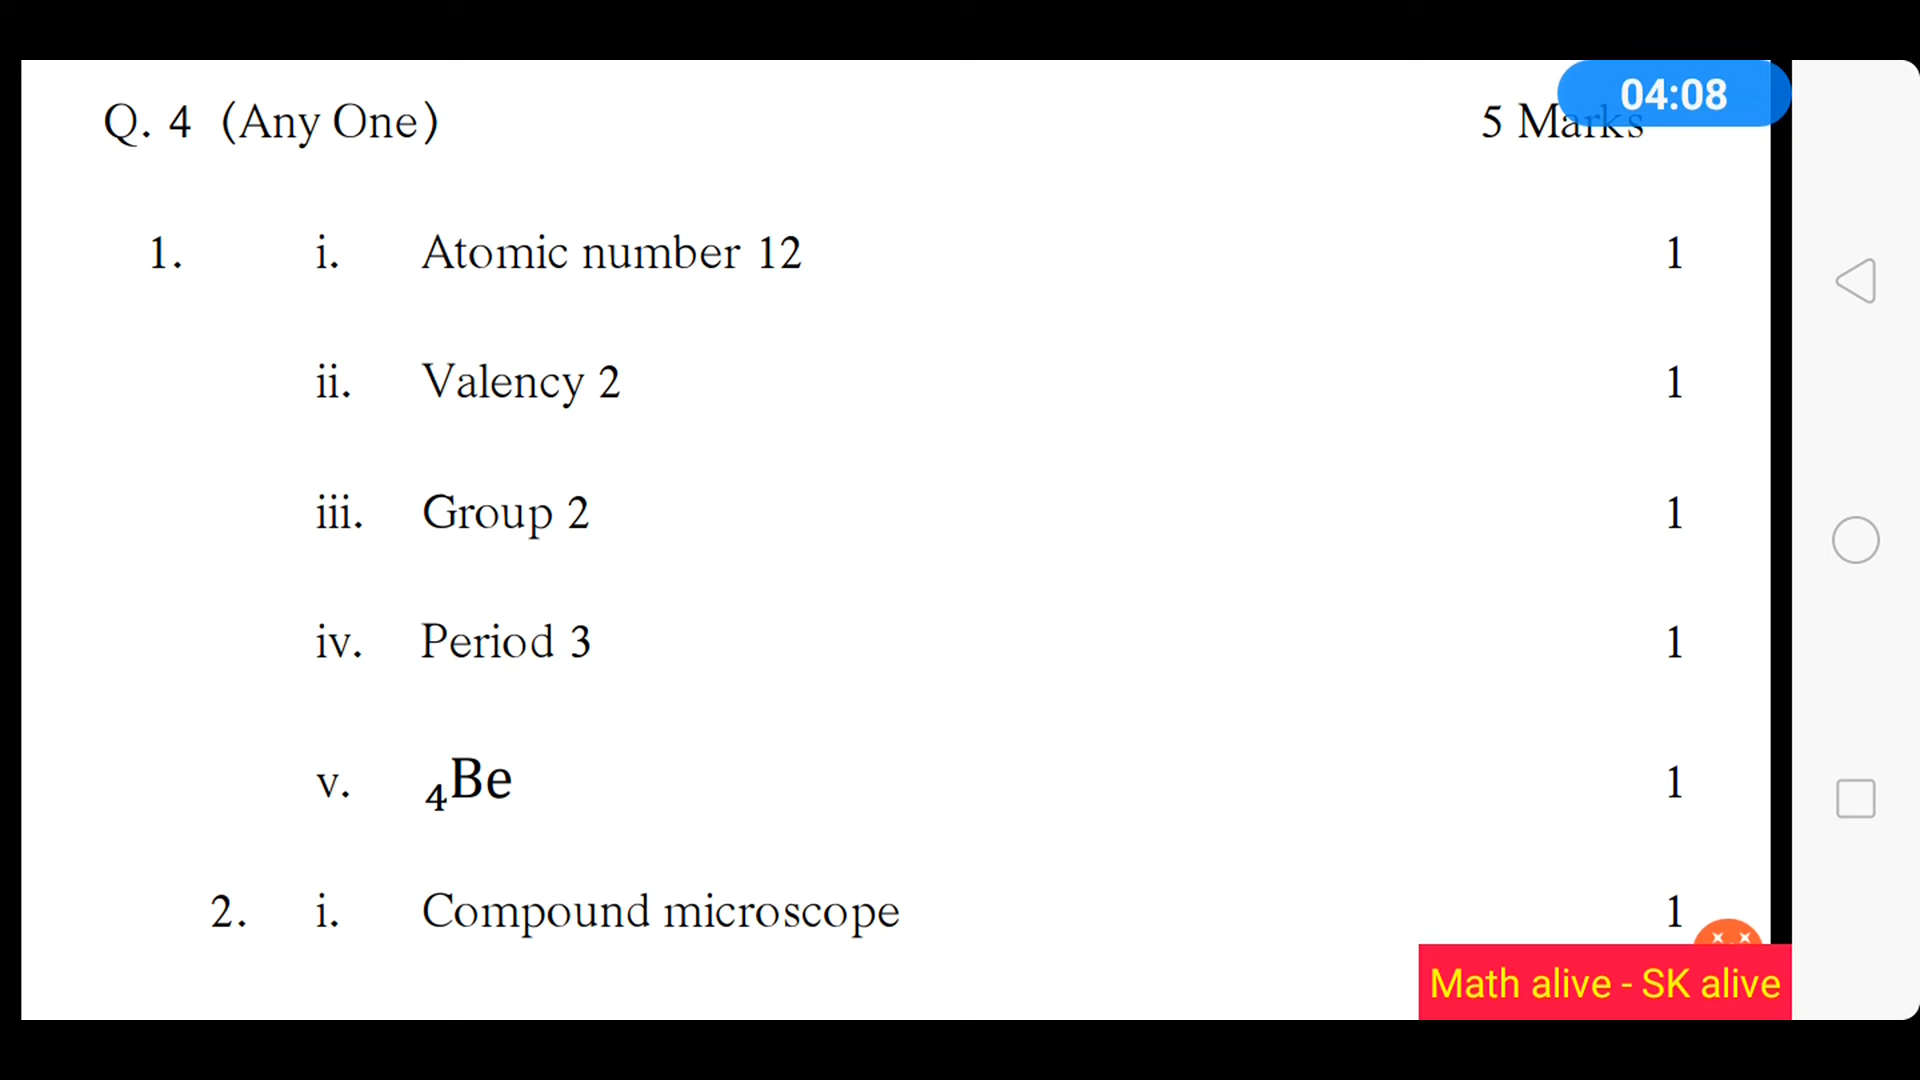 04:08
Q. 4 (Any One) 5 Marks
1. i. Atomic number 12 1
ii. Valency 2 1
iii. Group 2 1
iv. Period 3 1
v. ₄Be 1
2. i. Compound microscope 1
Math alive - SK alive